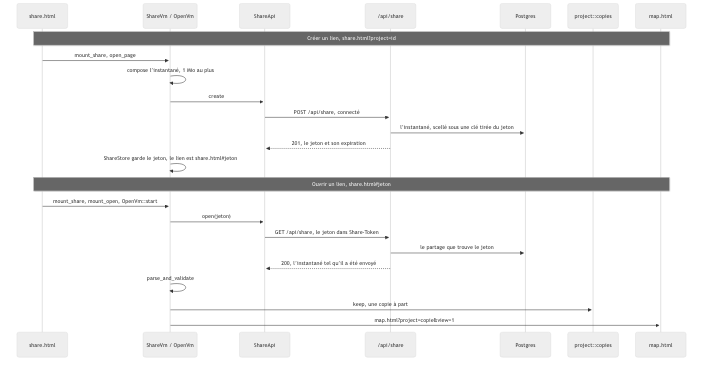 share.html ShareVm / OpenVm ShareApi /api/share Postgres project::copies map.html
Créer un lien, share.html?project=id
mount_share, open_page
compose l'instantané, 1 Mio au plus
create
POST /api/share, connecté
l'instantané, scellé sous une clé tirée du jeton
201, le jeton et son expiration
ShareStore garde le jeton, le lien est share.html#jeton
Ouvrir un lien, share.html#jeton
mount_share, mount_open, OpenVm::start
open(jeton)
GET /api/share, le jeton dans Share-Token
le partage que trouve le jeton
200, l'instantané tel qu'il a été envoyé
parse_and_validate
keep, une copie à part
map.html?project=copie&view=1
share.html ShareVm / OpenVm ShareApi /api/share Postgres project::copies map.html